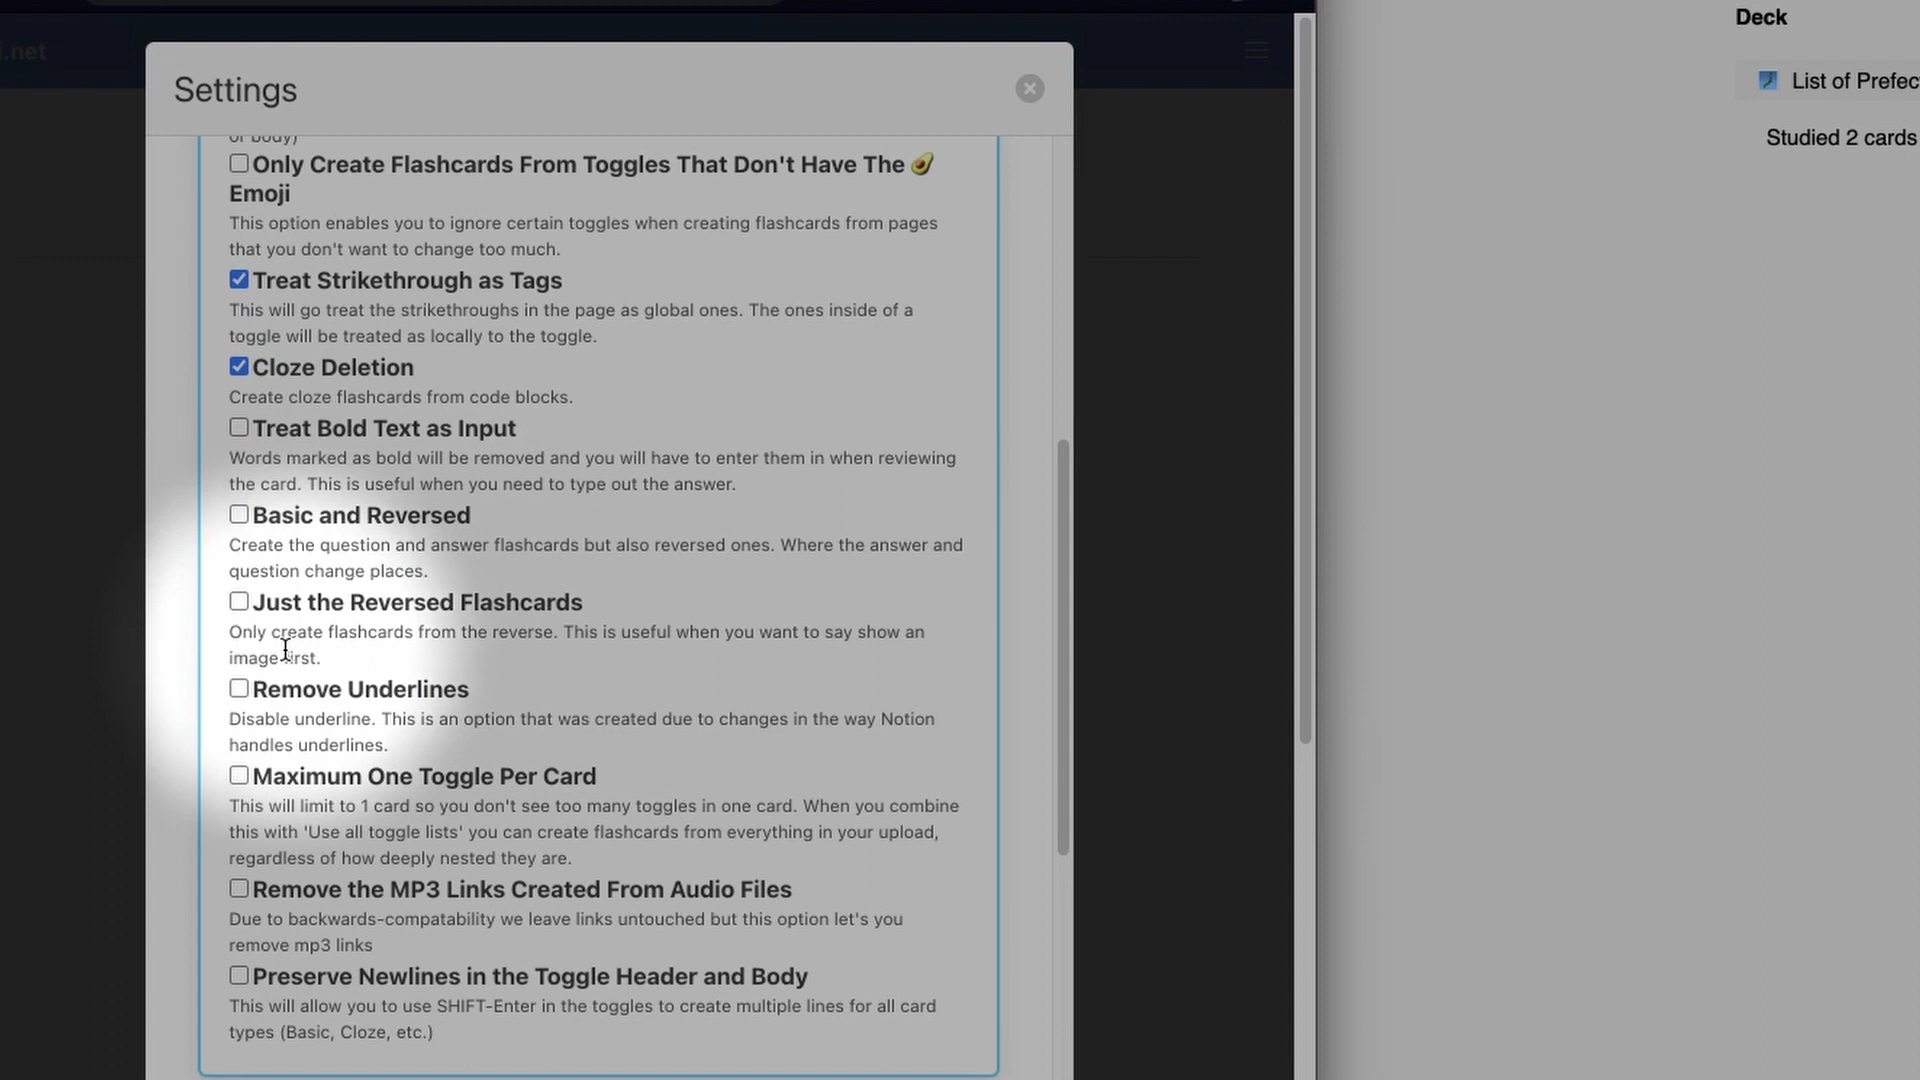 Deck
i.net
List of Prefec
Settings
Studied 2 cards
or body)
Only Create Flashcards From Toggles That Don't Have The 🥑
Emoji
This option enables you to ignore certain toggles when creating flashcards from pages
that you don't want to change too much.
Treat Strikethrough as Tags
This will go treat the strikethroughs in the page as global ones. The ones inside of a
toggle will be treated as locally to the toggle.
Cloze Deletion
Create cloze flashcards from code blocks.
Treat Bold Text as Input
Words marked as bold will be removed and you will have to enter them in when reviewing
the card. This is useful when you need to type out the answer.
Basic and Reversed
Create the question and answer flashcards but also reversed ones. Where the answer and
question change places.
Just the Reversed Flashcards
Only create flashcards from the reverse. This is useful when you want to say show an
image first.
Remove Underlines
Disable underline. This is an option that was created due to changes in the way Notion
handles underlines.
Maximum One Toggle Per Card
This will limit to 1 card so you don't see too many toggles in one card. When you combine
this with 'Use all toggle lists' you can create flashcards from everything in your upload,
regardless of how deeply nested they are.
Remove the MP3 Links Created From Audio Files
Due to backwards-compatability we leave links untouched but this option let's you
remove mp3 links
Preserve Newlines in the Toggle Header and Body
This will allow you to use SHIFT-Enter in the toggles to create multiple lines for all card
types (Basic, Cloze, etc.)